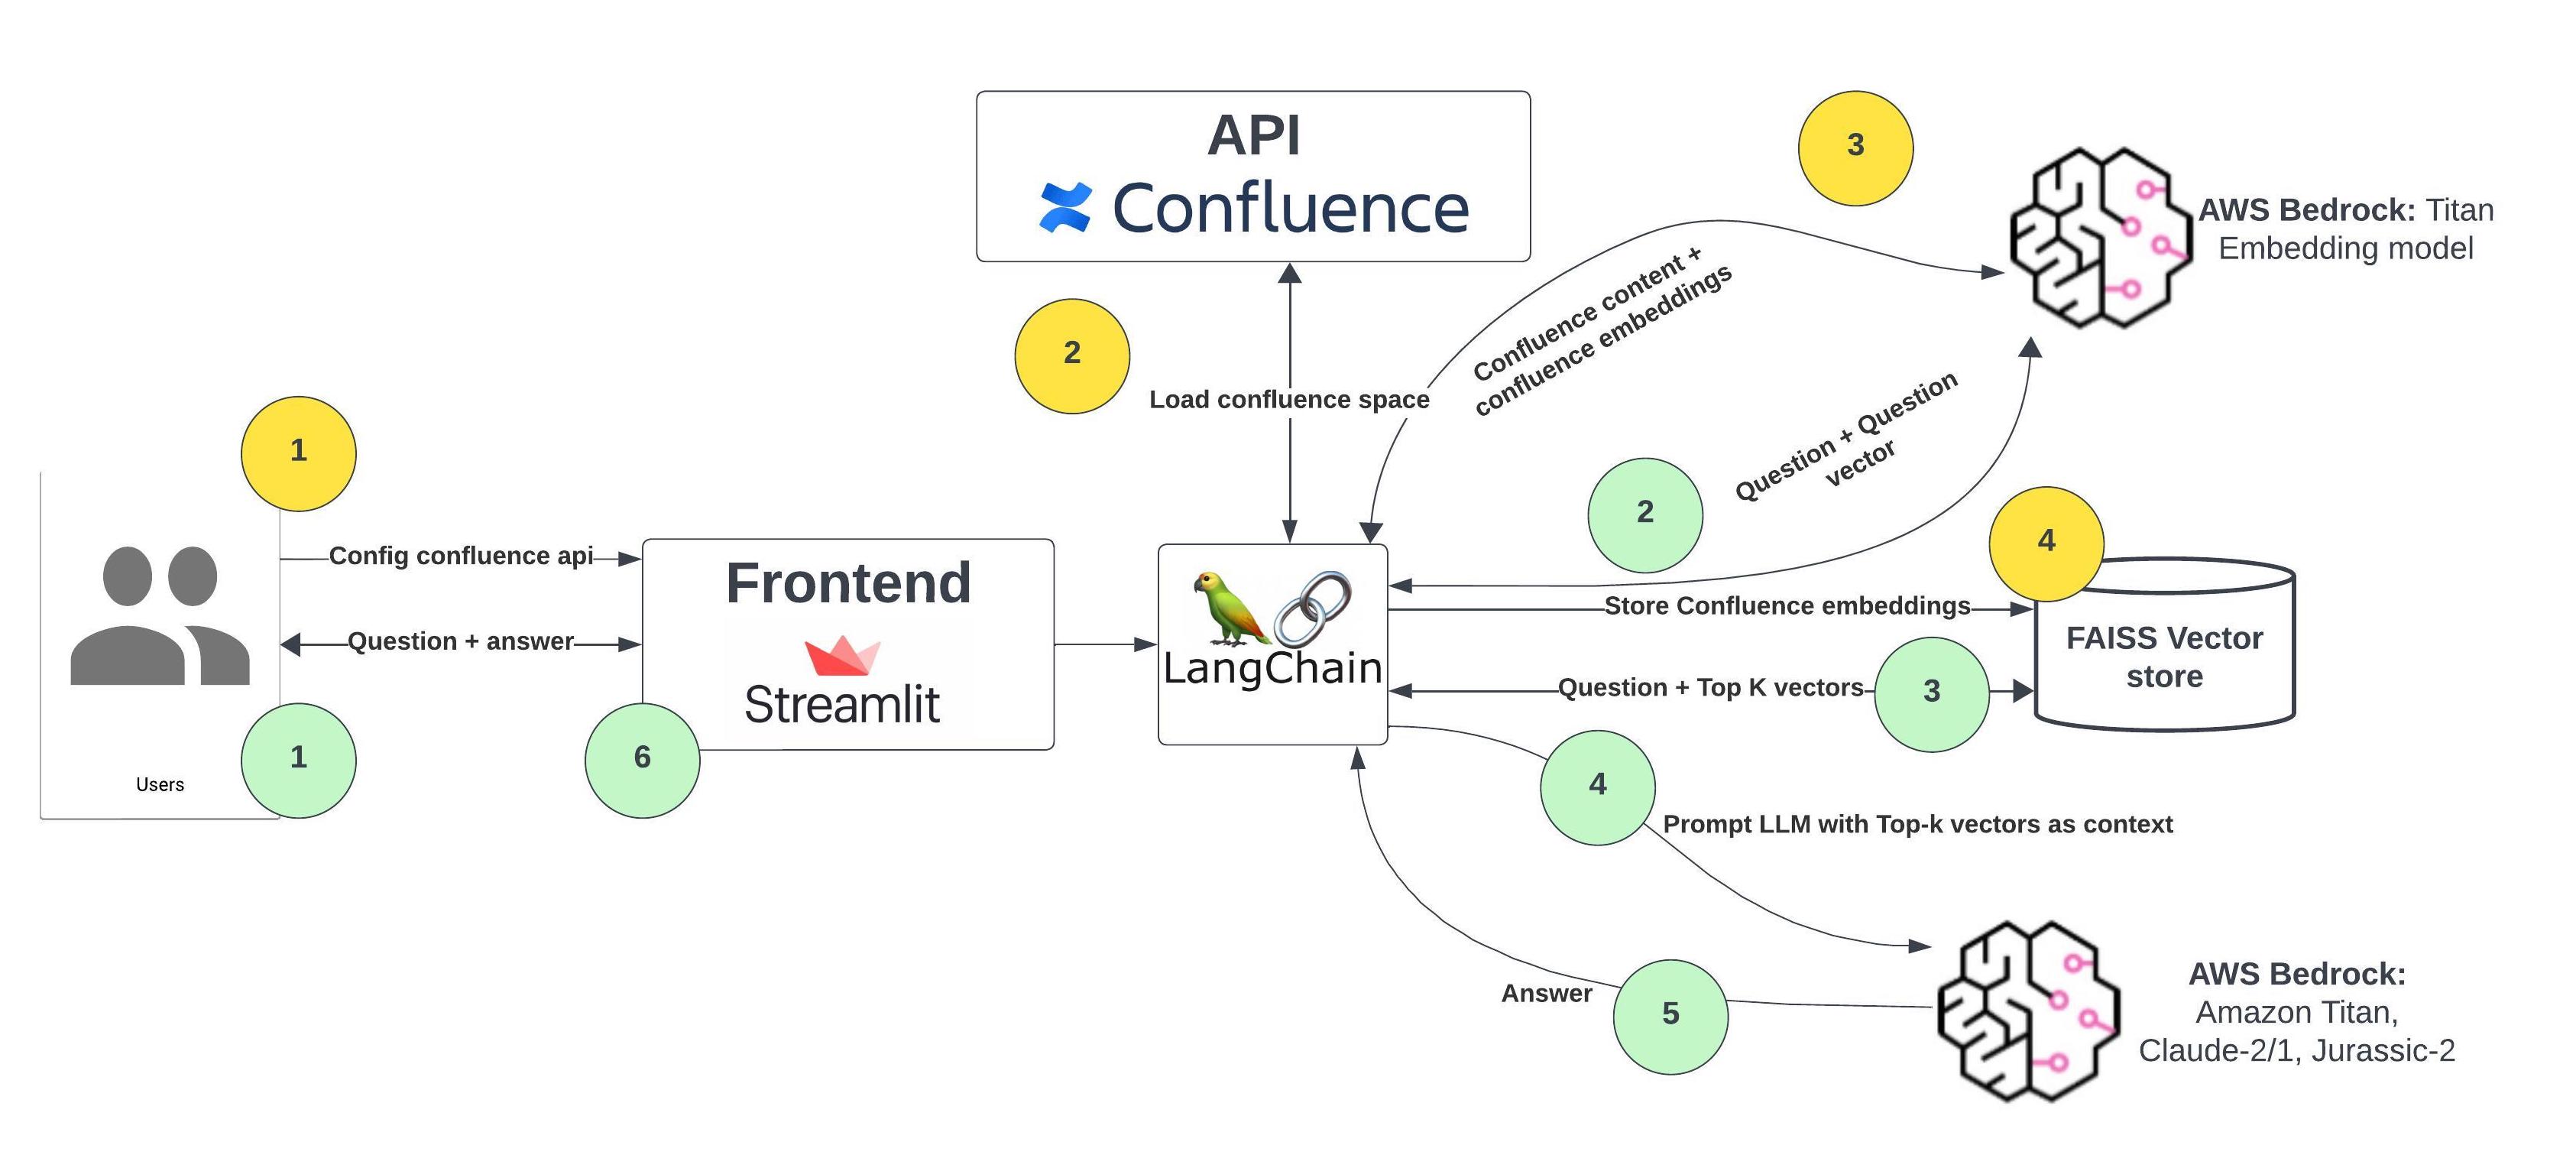 API
Confluence
3
AWS Bedrock: Titan
Embedding model
2
Load confluence space
Confluence content +
confluence embeddings
1
Config confluence api
Question + answer
Users
1
6
Frontend
Streamlit
LangChain
2
Question + Question
vector
4
Store Confluence embeddings
FAISS Vector
store
Question + Top K vectors
3
4
Prompt LLM with Top-k vectors as context
Answer
5
AWS Bedrock:
Amazon Titan,
Claude-2/1, Jurassic-2